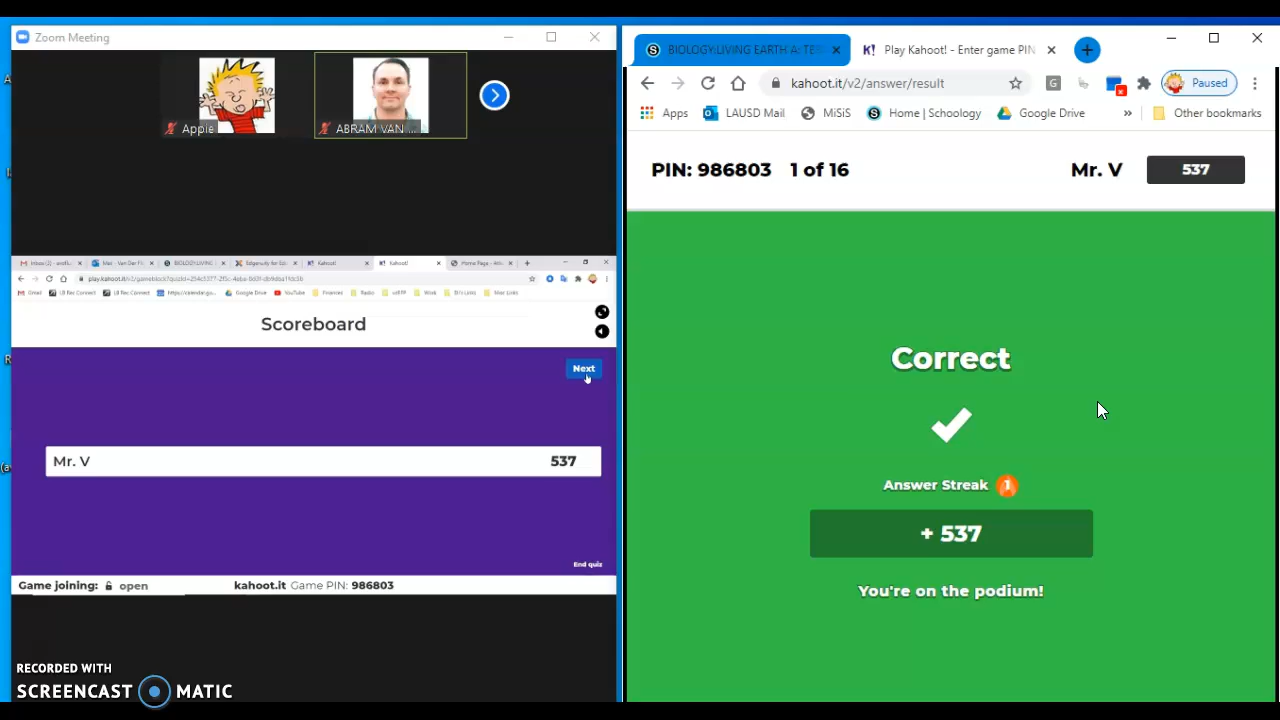 Zoom Meeting
Appie
ABRAM VAN ...
Kahoot!
Kahoot!
Scoreboard
Next
Mr. V 537
End quiz
Game joining: open kahoot.it Game PIN: 986803
RECORDED WITH
SCREENCAST MATIC
BIOLOGY:LIVING EARTH A: TE
Play Kahoot! - Enter game PIN
kahoot.it/v2/answer/result
Paused
Apps LAUSD Mail MiSiS Home | Schoology Google Drive » Other bookmarks
PIN: 986803 1 of 16 Mr. V 537
Correct
Answer Streak 1
+ 537
You're on the podium!